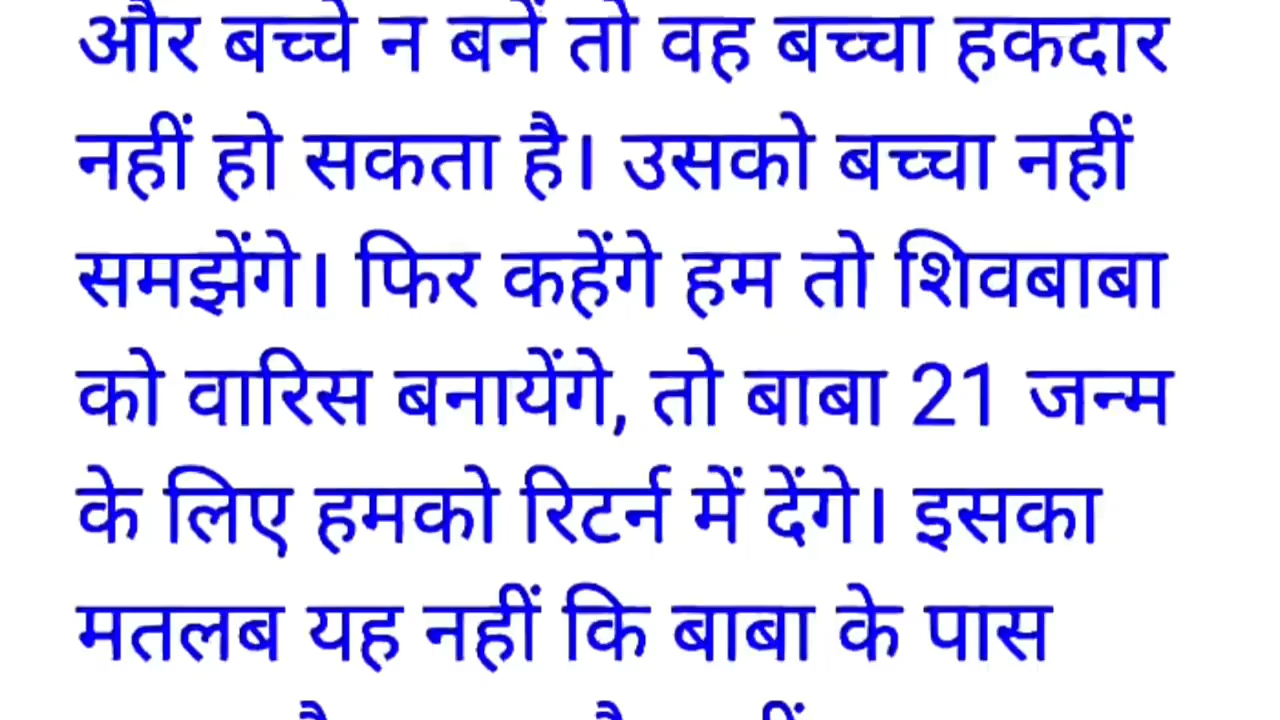 और बच्चे न बनें तो वह बच्चा हकदार
नहीं हो सकता है। उसको बच्चा नहीं
समझेंगे। फिर कहेंगे हम तो शिवबाबा
को वारिस बनायेंगे, तो बाबा 21 जन्म
के लिए हमको रिटर्न में देंगे। इसका
मतलब यह नहीं कि बाबा के पास